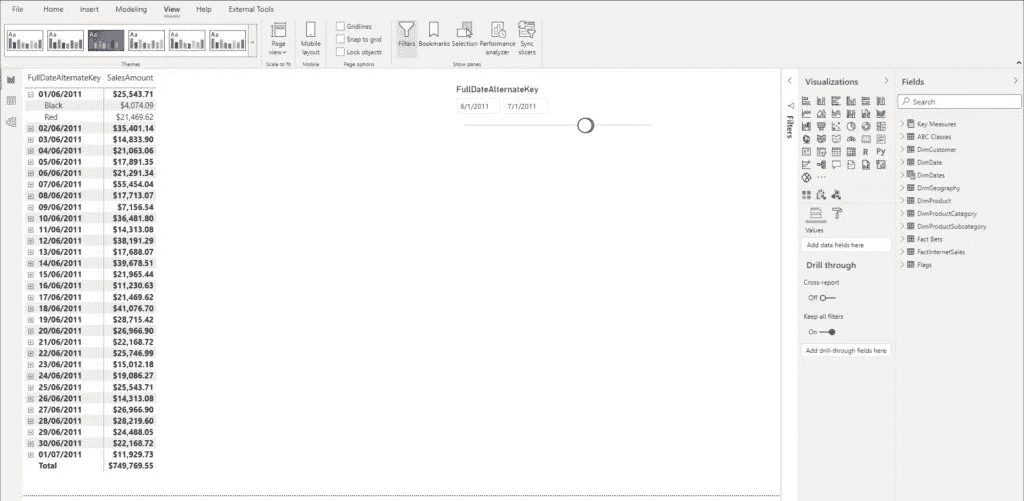 File Home Insert Modeling View Help External Tools
Aa Aa Aa Aa Aa Aa
Page view
Mobile layout
Gridlines
Snap to grid
Lock objects
Filters Bookmarks Selection Performance analyzer Sync slicers
Themes Scale to fit Mobile Page options Show panes
FullDateAlternateKey SalesAmount
01/06/2011 $25,543.71
Black $4,074.09
Red $21,469.62
02/06/2011 $35,401.14
03/06/2011 $14,833.90
04/06/2011 $21,063.06
05/06/2011 $17,891.35
06/06/2011 $21,291.34
07/06/2011 $55,454.04
08/06/2011 $17,713.07
09/06/2011 $7,156.54
10/06/2011 $36,481.80
11/06/2011 $14,313.08
12/06/2011 $38,191.29
13/06/2011 $17,688.07
14/06/2011 $39,678.51
15/06/2011 $21,965.44
16/06/2011 $11,230.63
17/06/2011 $21,469.62
18/06/2011 $41,076.70
19/06/2011 $28,715.42
20/06/2011 $26,966.90
21/06/2011 $22,168.72
22/06/2011 $25,746.99
23/06/2011 $15,012.18
24/06/2011 $19,086.27
25/06/2011 $25,543.71
26/06/2011 $14,313.08
27/06/2011 $26,966.90
28/06/2011 $28,219.60
29/06/2011 $24,488.05
30/06/2011 $22,168.72
01/07/2011 $11,929.73
Total $749,769.55
FullDateAlternateKey
6/1/2011 7/1/2011
Filters
Visualizations
R Py
Values
Add data fields here
Drill through
Cross-report
Off
Keep all filters
On
Add drill-through fields here
Fields
Search
Key Measures
ABC Classes
DimCustomer
DimDate
DimDates
DimGeography
DimProduct
DimProductCategory
DimProductSubcategory
Fact Bets
FactInternetSales
Flags